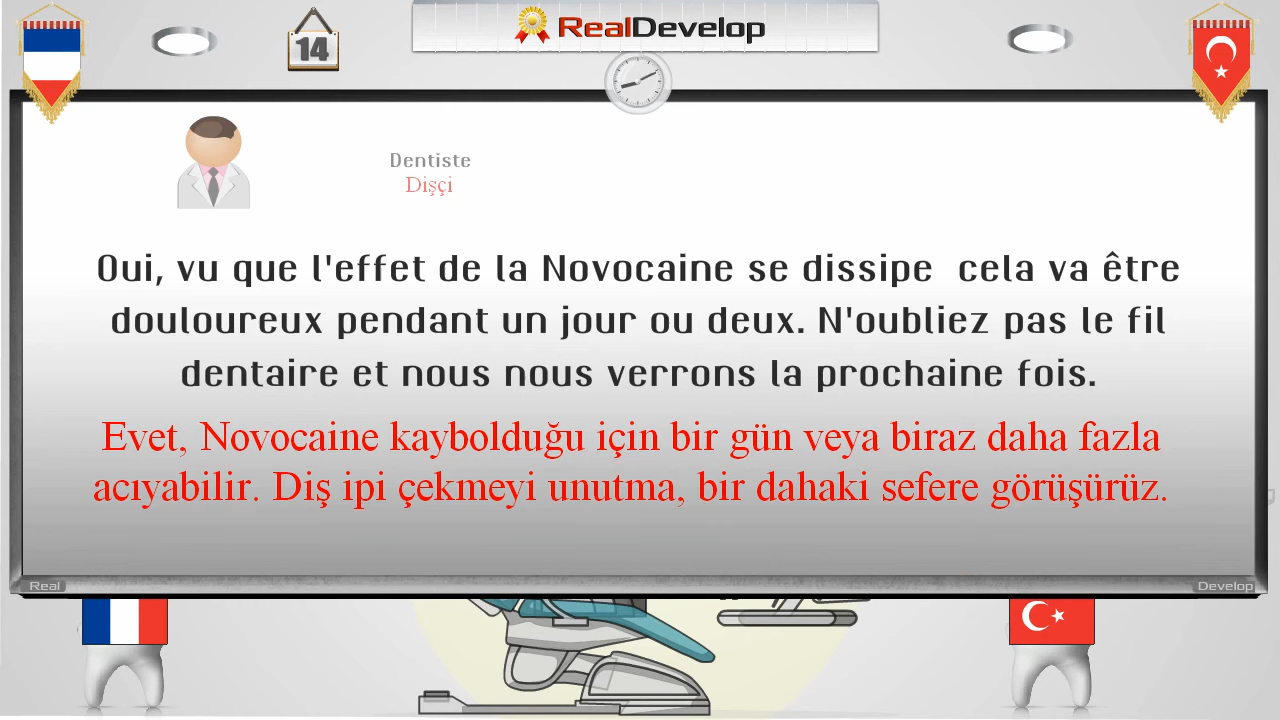 RealDevelop
14
Dentiste
Dişçi
Oui, vu que l'effet de la Novocaine se dissipe cela va être
douloureux pendant un jour ou deux. N'oubliez pas le fil
dentaire et nous nous verrons la prochaine fois.
Evet, Novocaine kaybolduğu için bir gün veya biraz daha fazla
acıyabilir. Diş ipi çekmeyi unutma, bir dahaki sefere görüşürüz.
Real
Develop